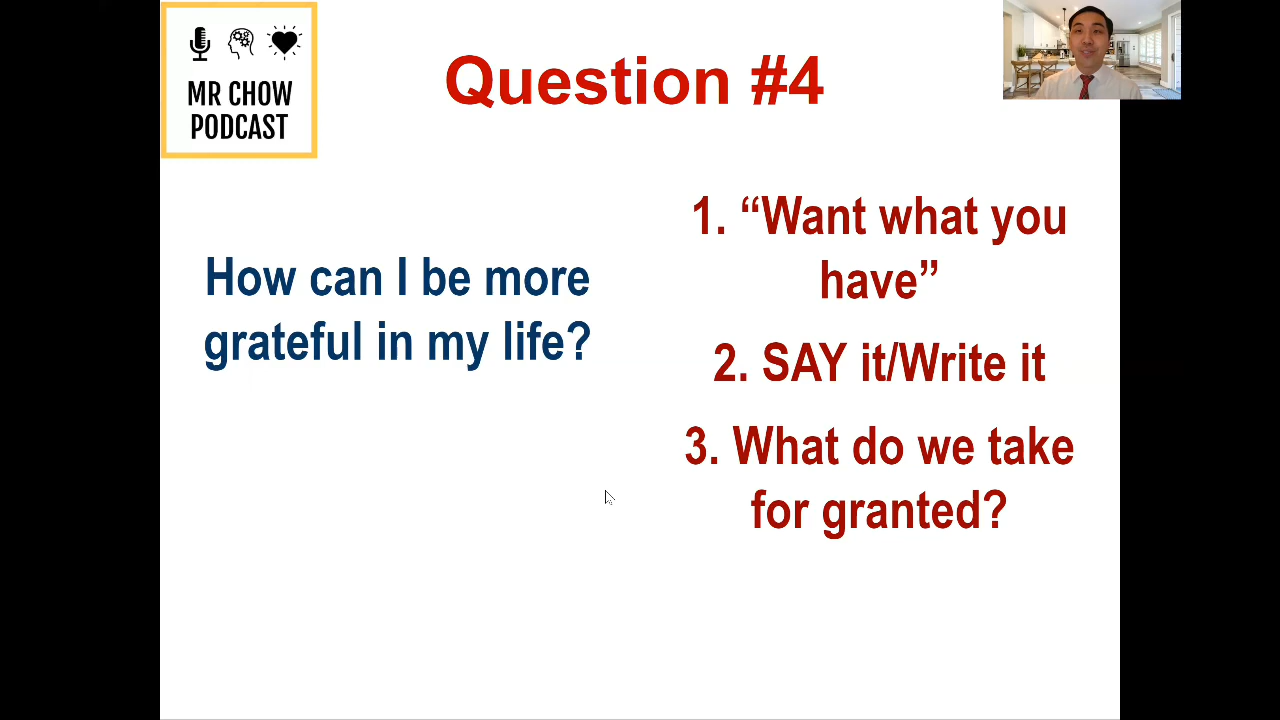 MR CHOW
PODCAST
Question #4
How can I be more
grateful in my life?
1. “Want what you
have”
2. SAY it/Write it
3. What do we take
for granted?